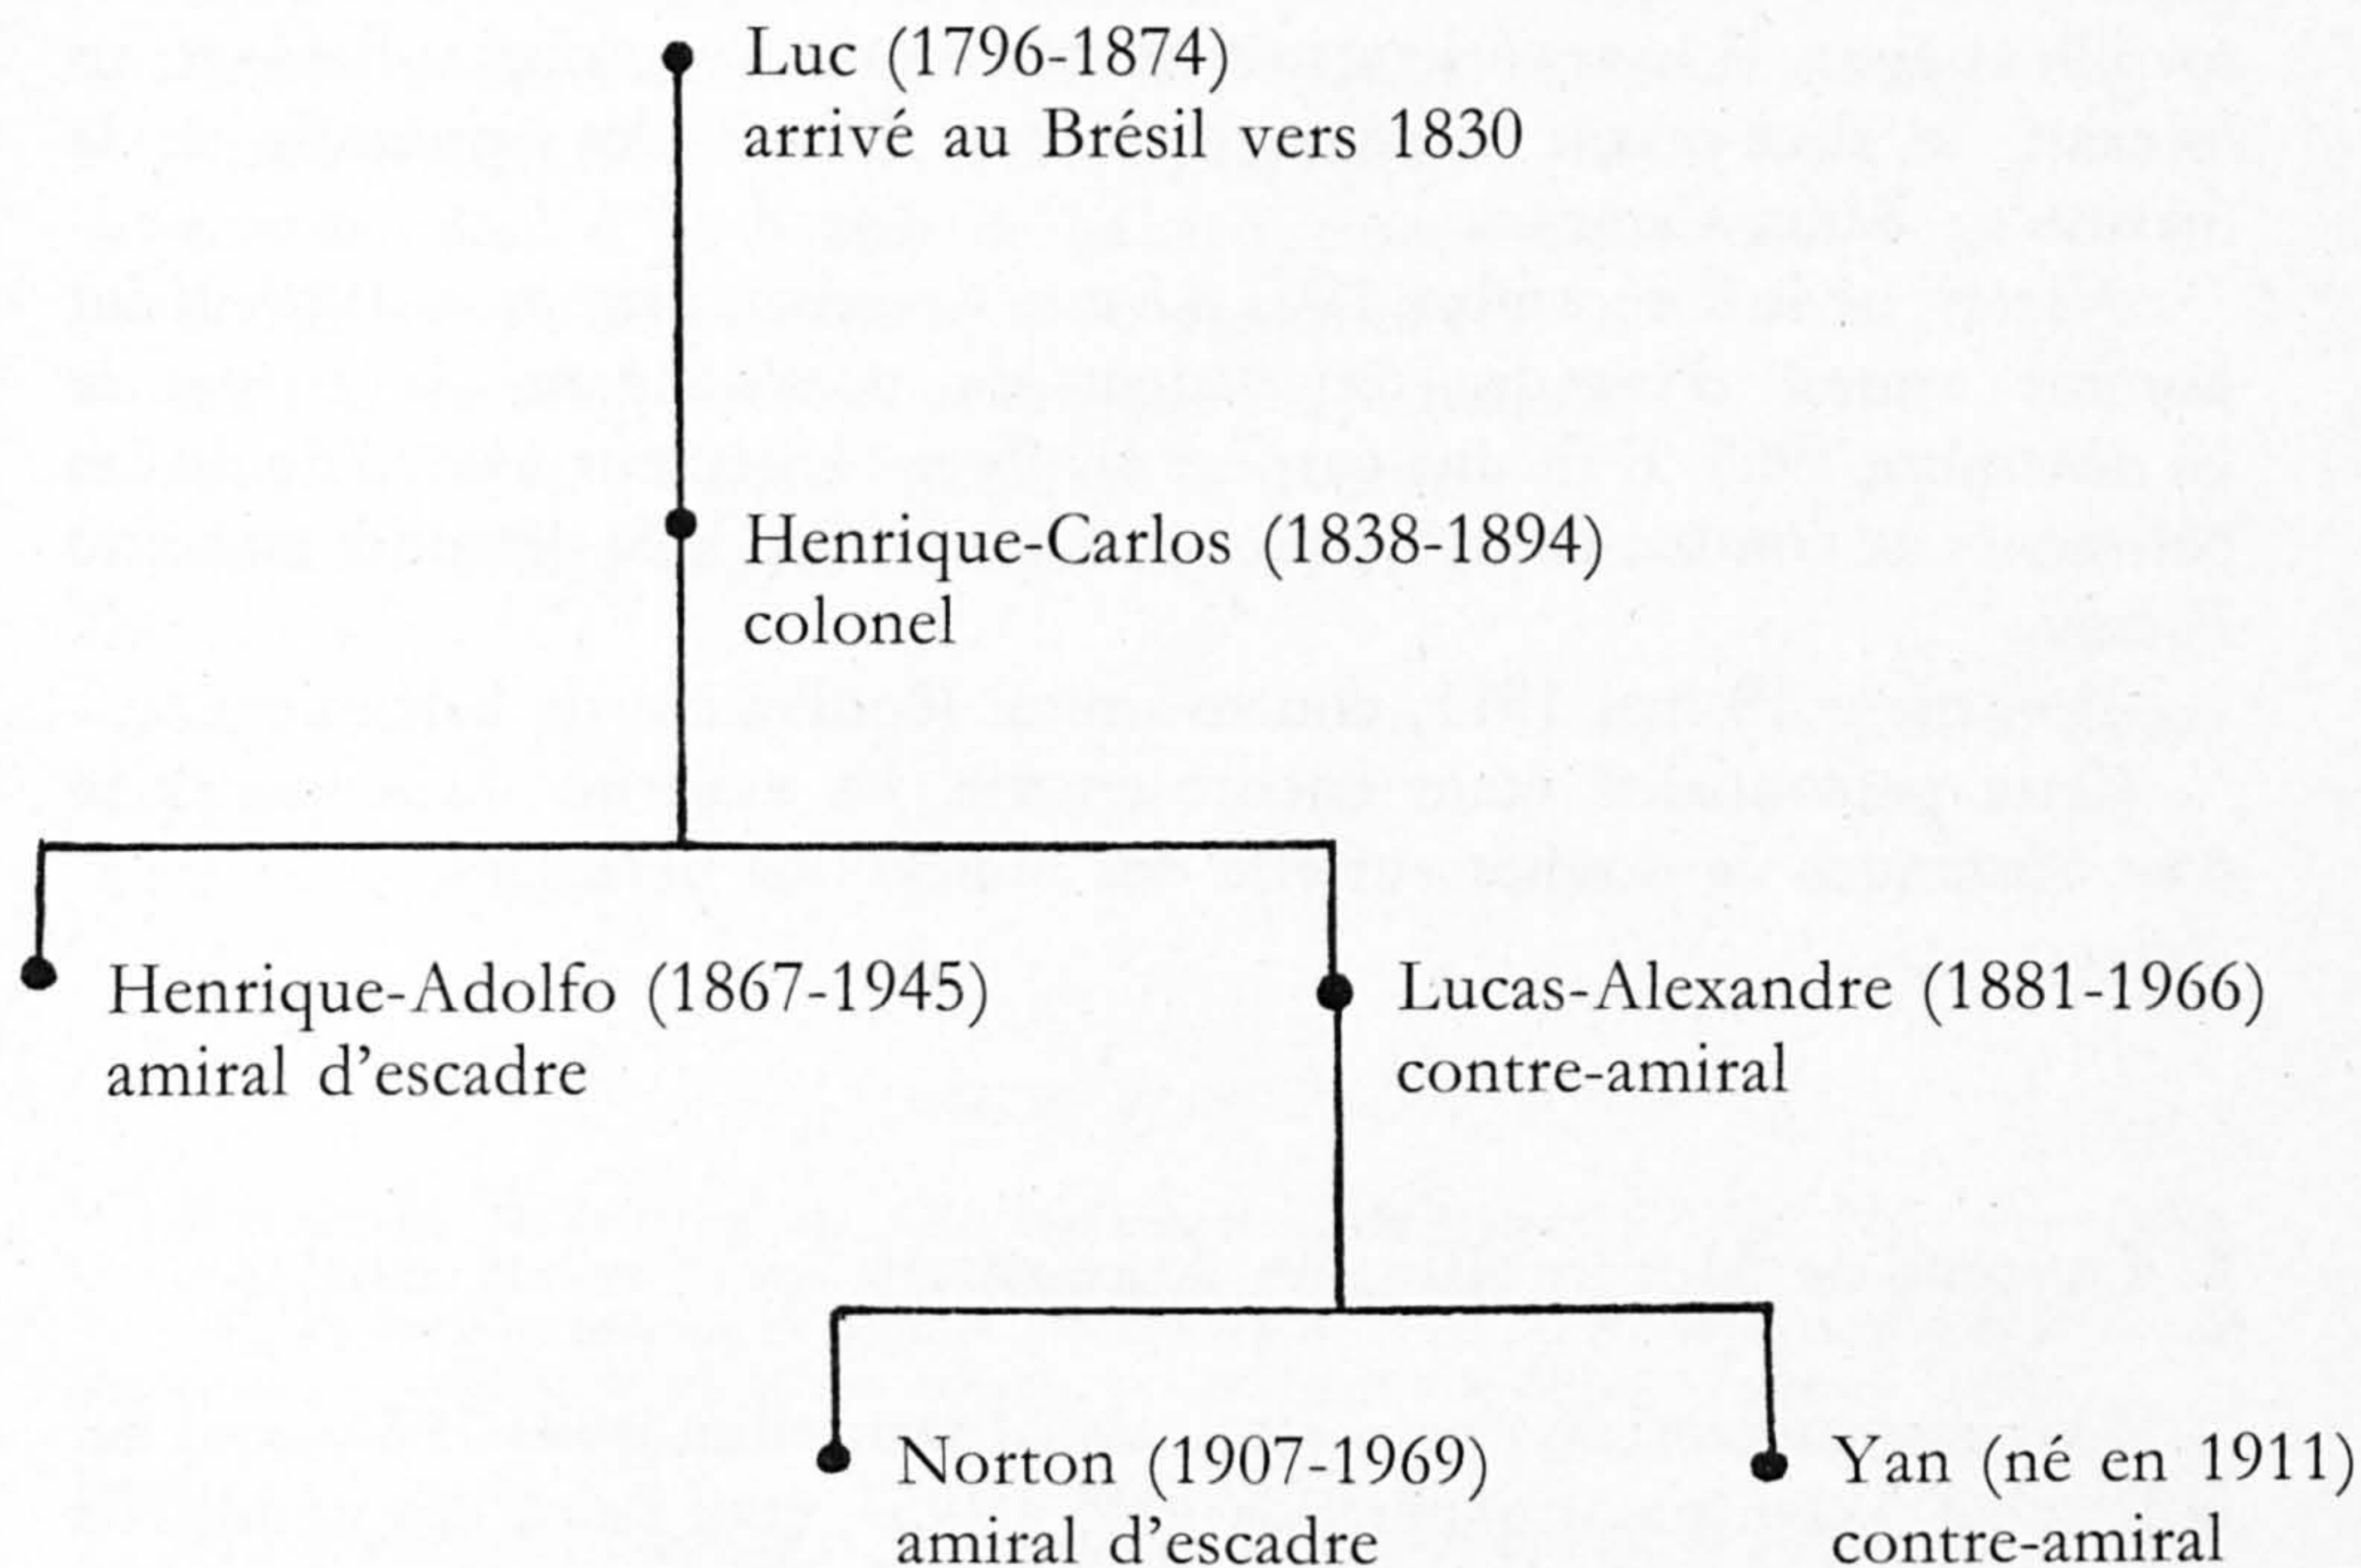 Luc (1796-1874)
arrivé au Brésil vers 1830
Henrique-Carlos (1838-1894)
colonel
Henrique-Adolfo (1867-1945)
amiral d'escadre
Lucas-Alexandre (1881-1966)
contre-amiral
Norton (1907-1969)
amiral d'escadre
Yan (né en 1911)
contre-amiral